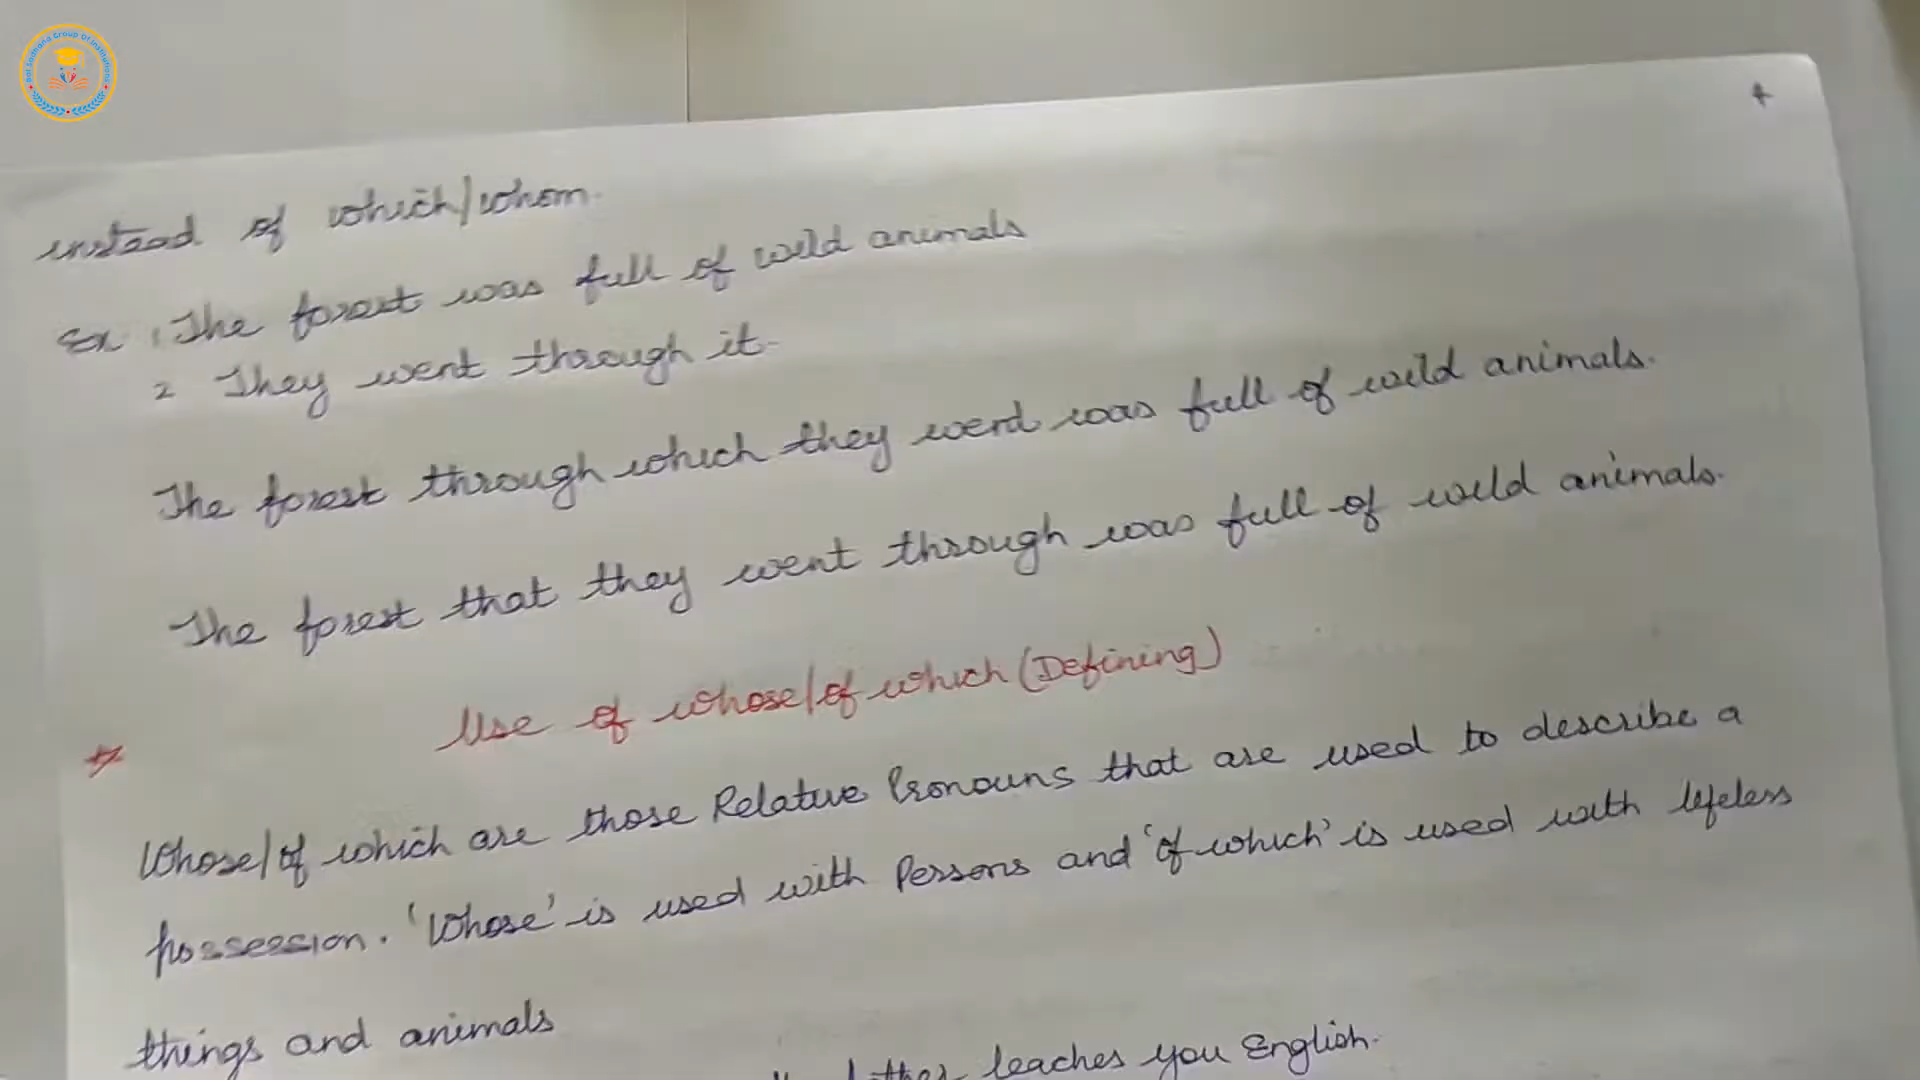 instead of which/whom.
Ex 1 The forest was full of wild animals
2 They went through it.
The forest through which they went was full of wild animals.
The forest that they went through was full of wild animals.
Use of whose/of which (Defining)
Whose/of which are those Relative Pronouns that are used to describe a
possession. 'Whose' is used with Persons and 'of which' is used with lifeless
things and animals
teaches you English.